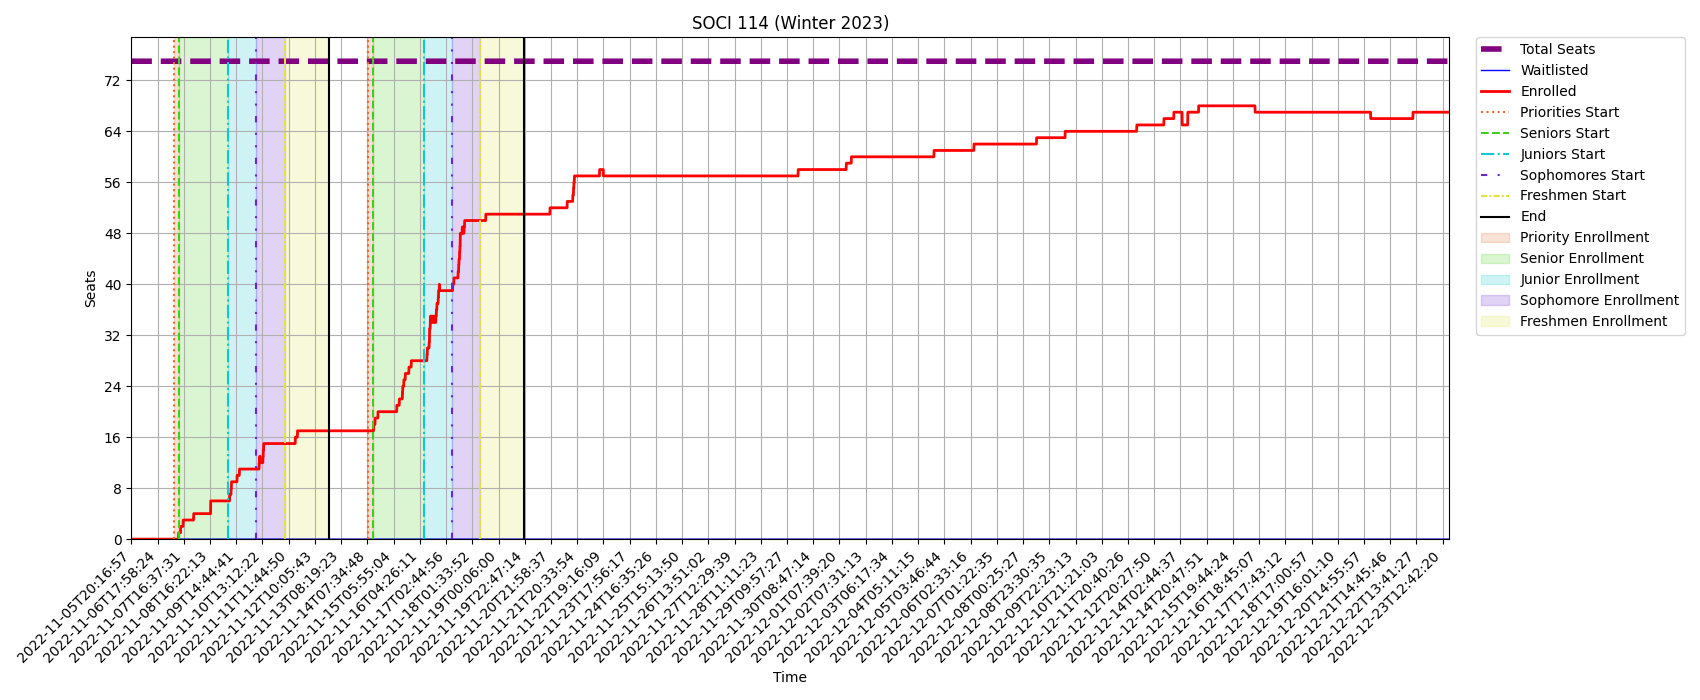 SOCI 114 (Winter 2023)
Seats
72
64
56
48
40
32
24
16
8
0
2022-11-05T20:16:57
2022-11-06T17:58:24
2022-11-07T16:37:31
2022-11-08T16:22:13
2022-11-09T14:44:41
2022-11-10T13:12:22
2022-11-11T11:44:50
2022-11-12T10:05:43
2022-11-13T08:19:23
2022-11-14T07:34:48
2022-11-15T05:55:04
2022-11-16T04:26:11
2022-11-17T02:44:56
2022-11-18T01:33:52
2022-11-19T00:06:00
2022-11-19T22:47:14
2022-11-20T21:58:37
2022-11-21T20:33:54
2022-11-22T19:16:09
2022-11-23T17:56:17
2022-11-24T16:35:26
2022-11-25T15:13:50
2022-11-26T13:51:02
2022-11-27T12:29:39
2022-11-28T11:11:23
2022-11-29T09:57:27
2022-11-30T08:47:14
2022-12-01T07:39:20
2022-12-02T07:31:13
2022-12-03T06:17:34
2022-12-04T05:11:15
2022-12-05T03:46:44
2022-12-06T02:33:16
2022-12-07T01:22:35
2022-12-08T00:25:27
2022-12-08T23:30:35
2022-12-09T22:23:13
2022-12-10T21:21:03
2022-12-11T20:40:26
2022-12-12T20:27:50
2022-12-14T02:44:37
2022-12-14T20:47:51
2022-12-15T19:44:24
2022-12-16T18:45:07
2022-12-17T17:43:12
2022-12-18T17:00:57
2022-12-19T16:01:10
2022-12-20T14:55:57
2022-12-21T14:45:46
2022-12-22T13:41:27
2022-12-23T12:42:20
Time
Total Seats
Waitlisted
Enrolled
Priorities Start
Seniors Start
Juniors Start
Sophomores Start
Freshmen Start
End
Priority Enrollment
Senior Enrollment
Junior Enrollment
Sophomore Enrollment
Freshmen Enrollment